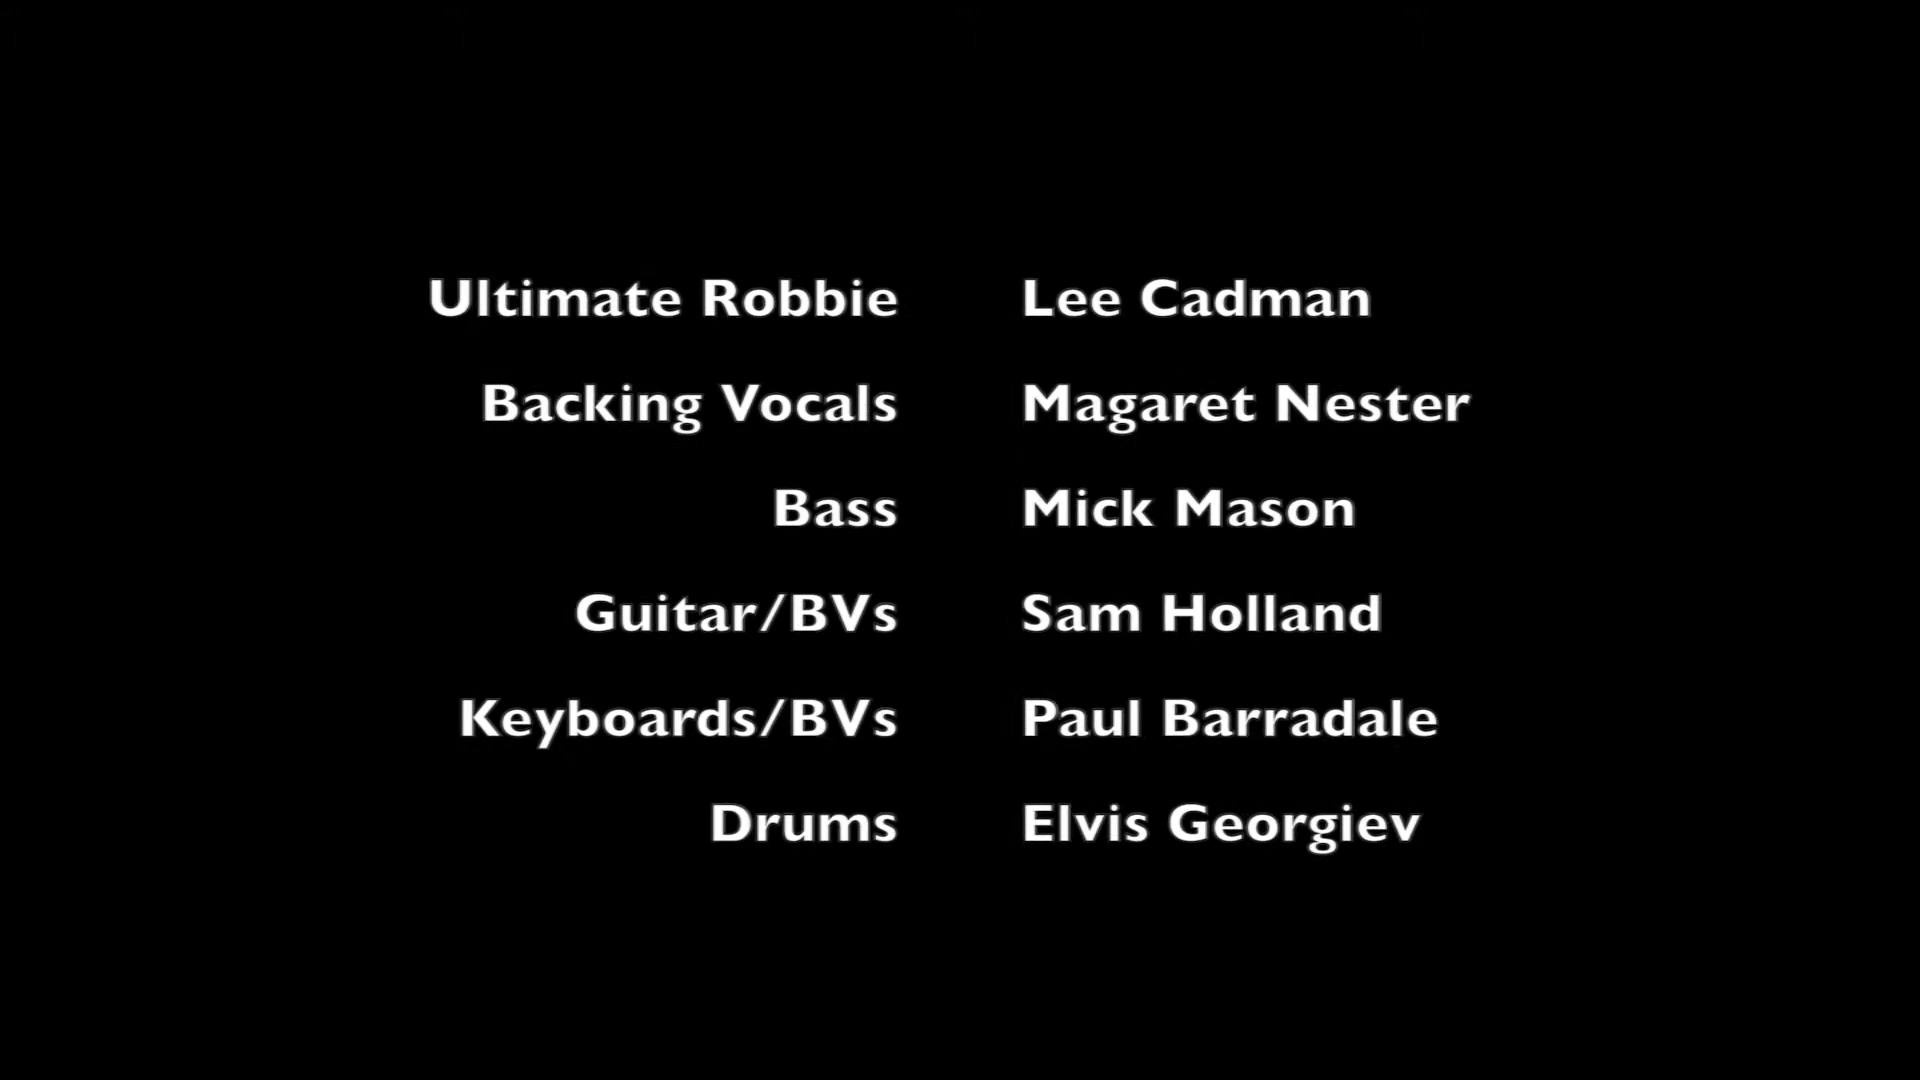 Ultimate Robbie Lee Cadman
Backing Vocals Magaret Nester
Bass Mick Mason
Guitar/BVs Sam Holland
Keyboards/BVs Paul Barradale
Drums Elvis Georgiev